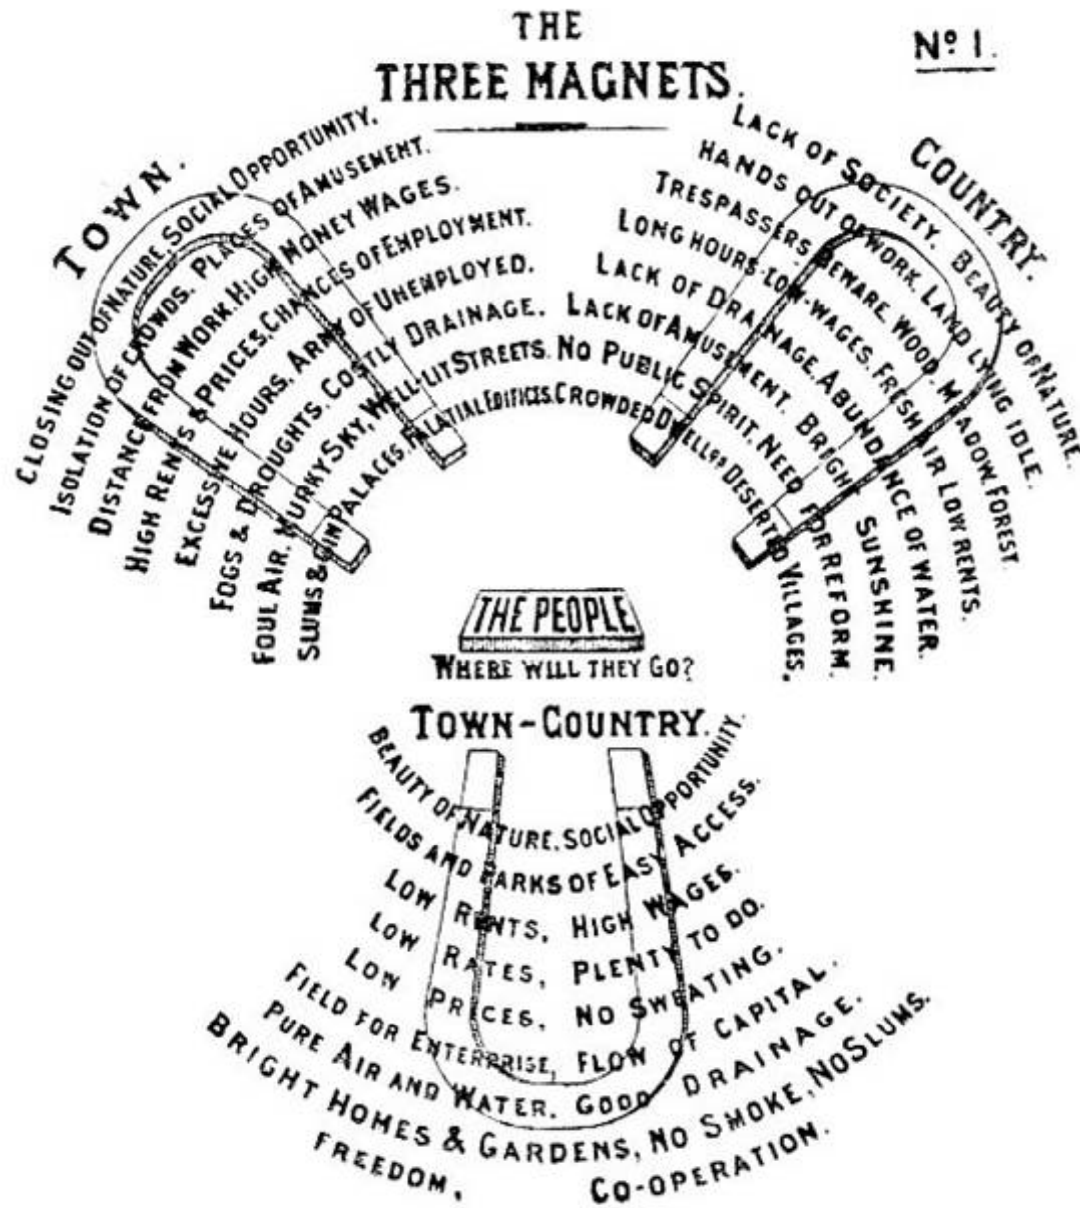 THE
THREE MAGNETS.
Nº 1.
TOWN.
CLOSING OUT OF NATURE. SOCIAL OPPORTUNITY.
ISOLATION OF CROWDS. PLACES OF AMUSEMENT.
DISTANCE FROM WORK. HIGH MONEY WAGES.
HIGH RENTS & PRICES. CHANCES OF EMPLOYMENT.
EXCESSIVE HOURS. ARMY OF UNEMPLOYED.
FOGS & DROUGHTS. COSTLY DRAINAGE.
FOUL AIR. MURKY SKY. WELL-LIT STREETS.
SLUMS & GIN PALACES. PALATIAL EDIFICES.
COUNTRY.
LACK OF SOCIETY. BEAUTY OF NATURE.
HANDS OUT OF WORK. LAND LYING IDLE.
TRESPASSERS BEWARE. WOOD, MEADOW, FOREST.
LONG HOURS-LOW-WAGES. FRESH AIR LOW RENTS.
LACK OF DRAINAGE. ABUNDANCE OF WATER.
LACK OF AMUSEMENT. BRIGHT SUNSHINE.
NO PUBLIC SPIRIT. NEED FOR REFORM.
CROWDED DWELLGS DESERTED VILLAGES.
THE PEOPLE
WHERE WILL THEY GO?
TOWN-COUNTRY.
BEAUTY OF NATURE. SOCIAL OPPORTUNITY.
FIELDS AND PARKS OF EASY ACCESS.
LOW RENTS, HIGH WAGES.
LOW RATES, PLENTY TO DO.
LOW PRICES, NO SWEATING.
FIELD FOR ENTERPRISE, FLOW OF CAPITAL.
PURE AIR AND WATER. GOOD DRAINAGE.
BRIGHT HOMES & GARDENS, NO SMOKE, NO SLUMS.
FREEDOM. CO-OPERATION.